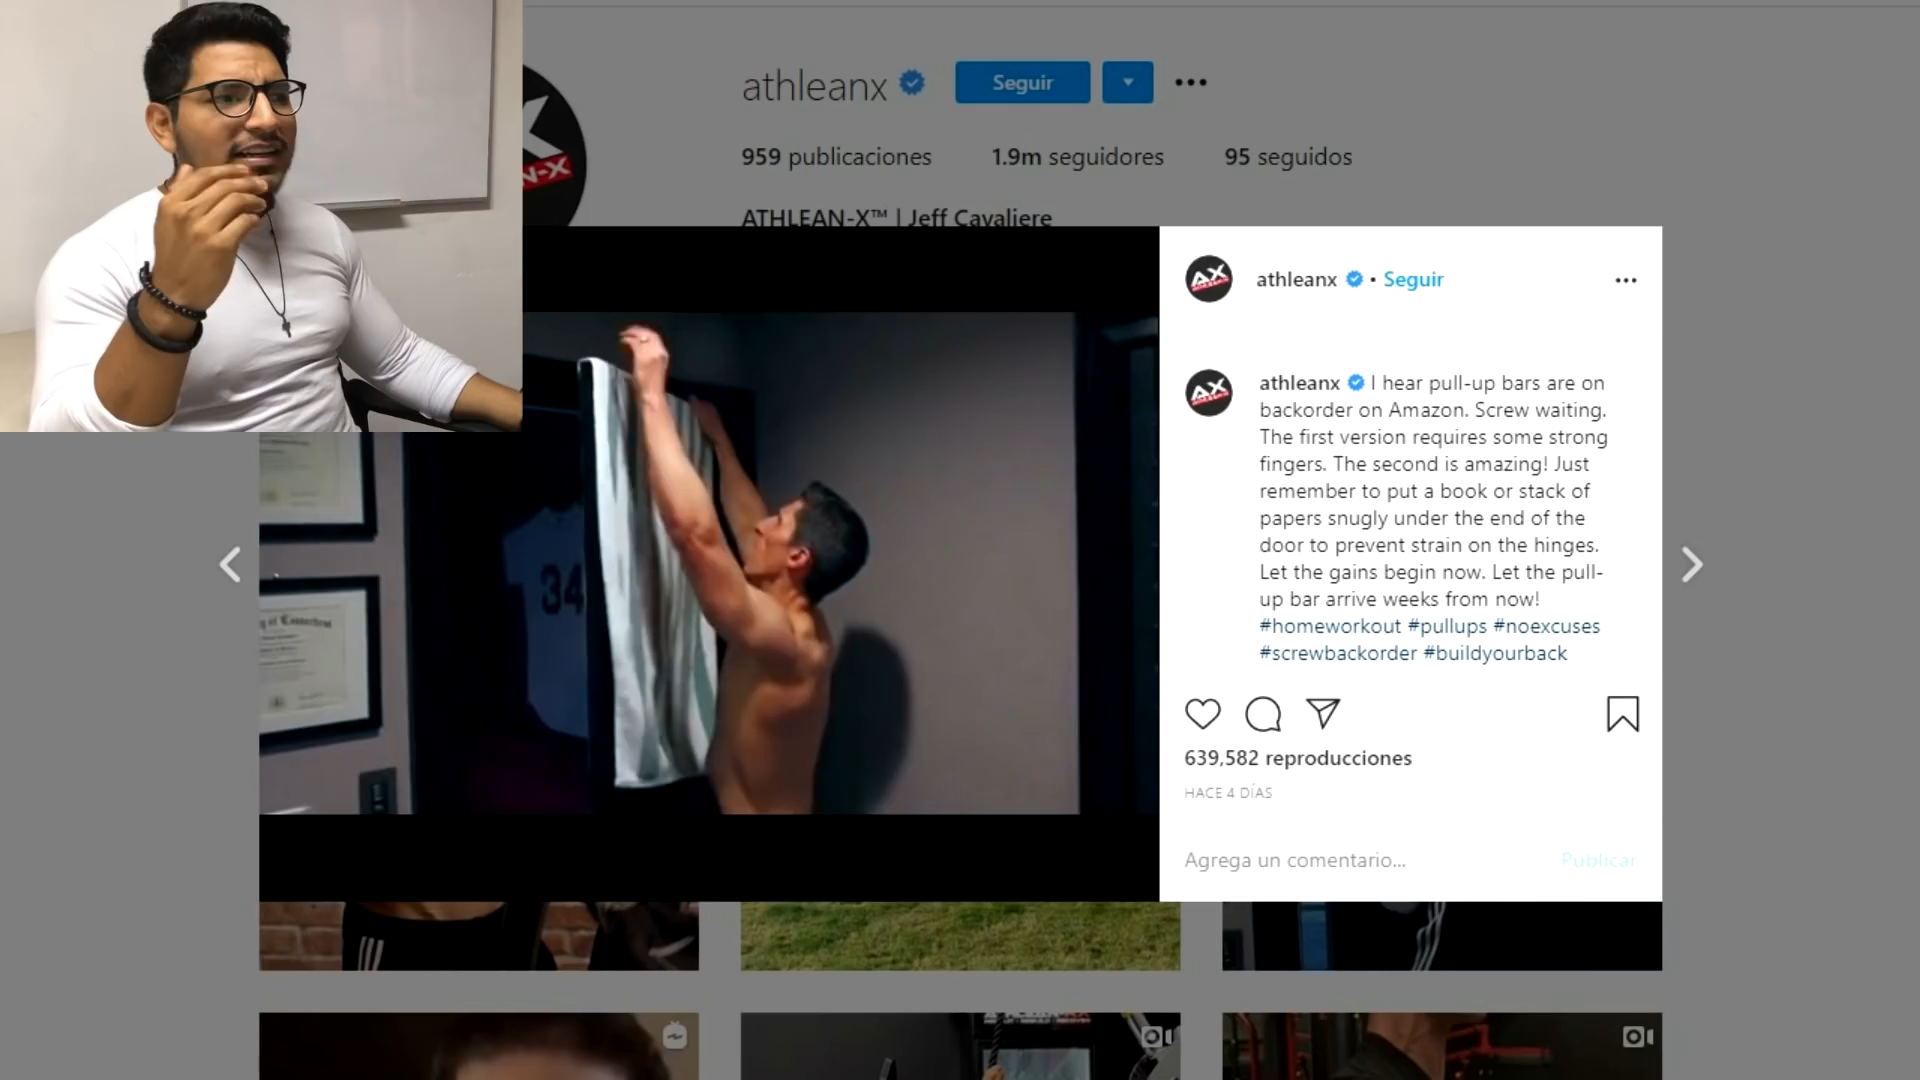 athleanx
Seguir
959 publicaciones
1.9m seguidores
95 seguidos
ATHLEAN-X™ | Jeff Cavaliere
N-X
34
AX
athleanx • Seguir
AX
athleanx I hear pull-up bars are on
backorder on Amazon. Screw waiting.
The first version requires some strong
fingers. The second is amazing! Just
remember to put a book or stack of
papers snugly under the end of the
door to prevent strain on the hinges.
Let the gains begin now. Let the pull-
up bar arrive weeks from now!
#homeworkout #pullups #noexcuses
#screwbackorder #buildyourback
639,582 reproducciones
HACE 4 DÍAS
Agrega un comentario...
Publicar